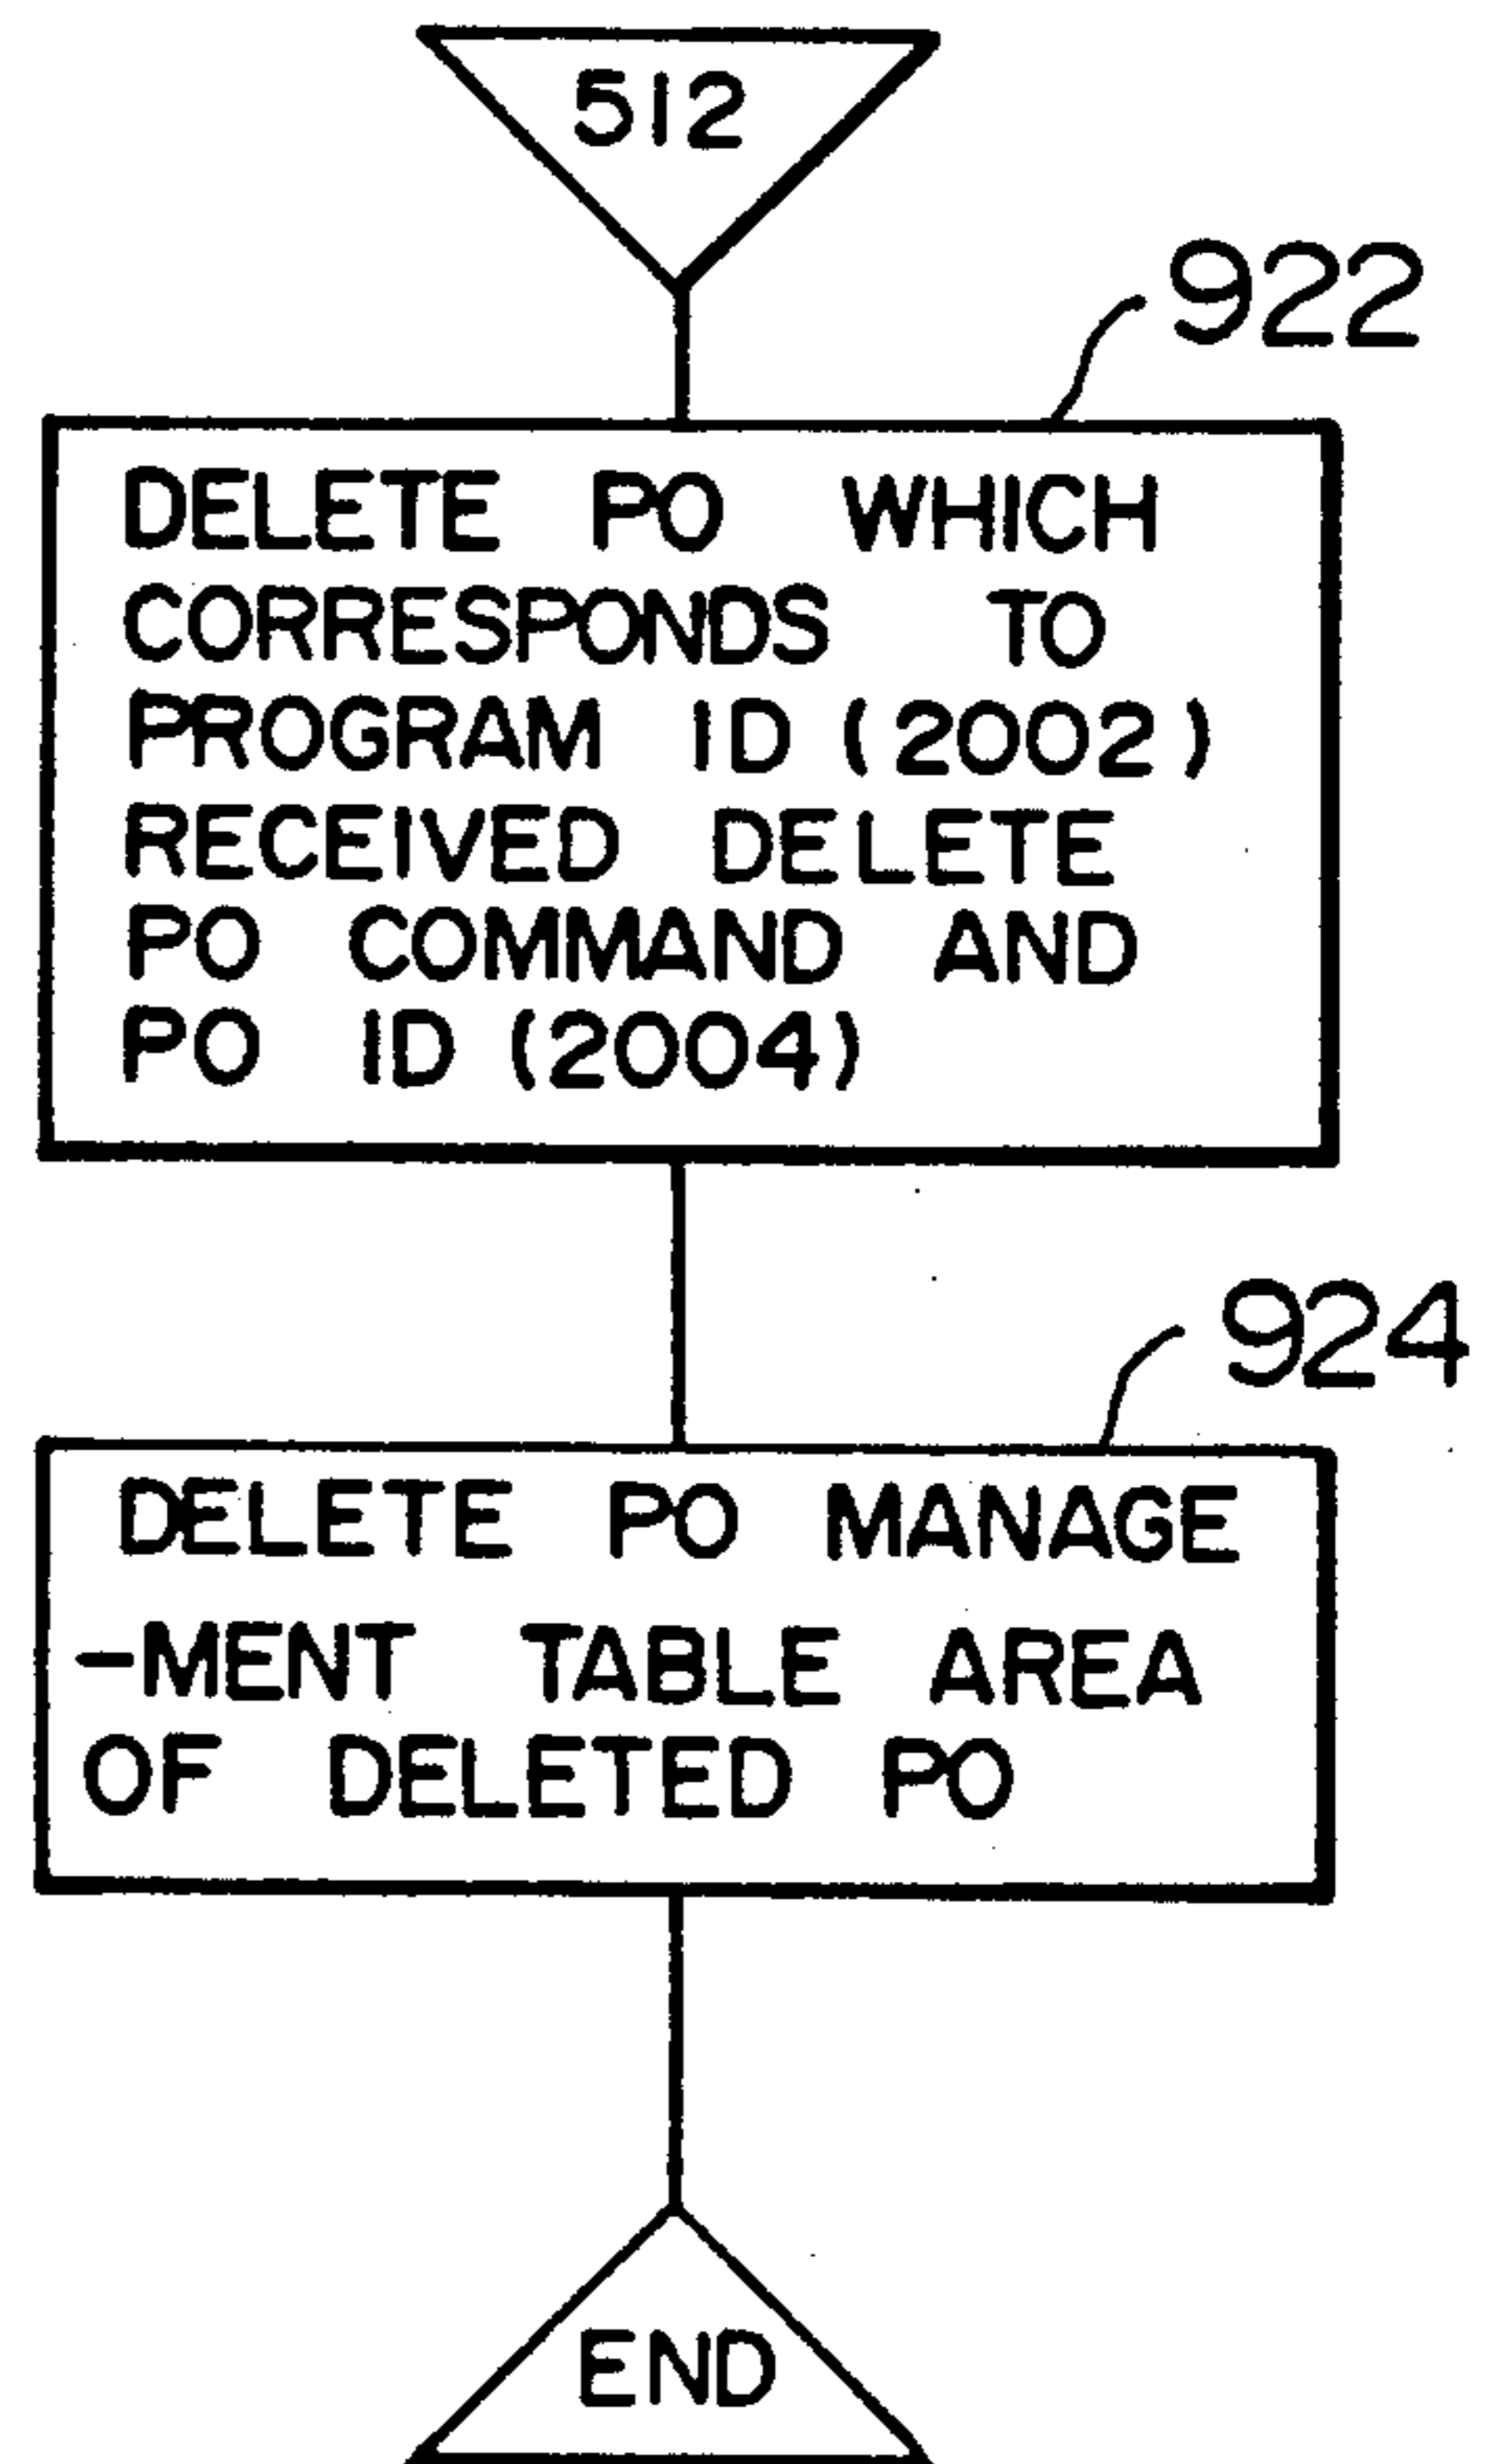 512
922
DELETE PO WHICH
CORRESPONDS TO
PROGRAM ID (2002)
RECEIVED DELETE
PO COMMAND AND
PO ID (2004)
924
DELETE PO MANAGE
-MENT TABLE AREA
OF DELETED PO
END